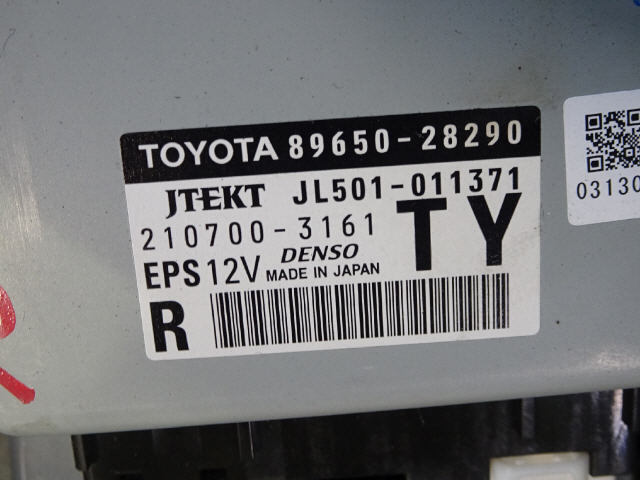 TOYOTA 89650-28290
JTEKT JL501-011371
210700-3161 TY
DENSO
EPS 12V MADE IN JAPAN
R
03130